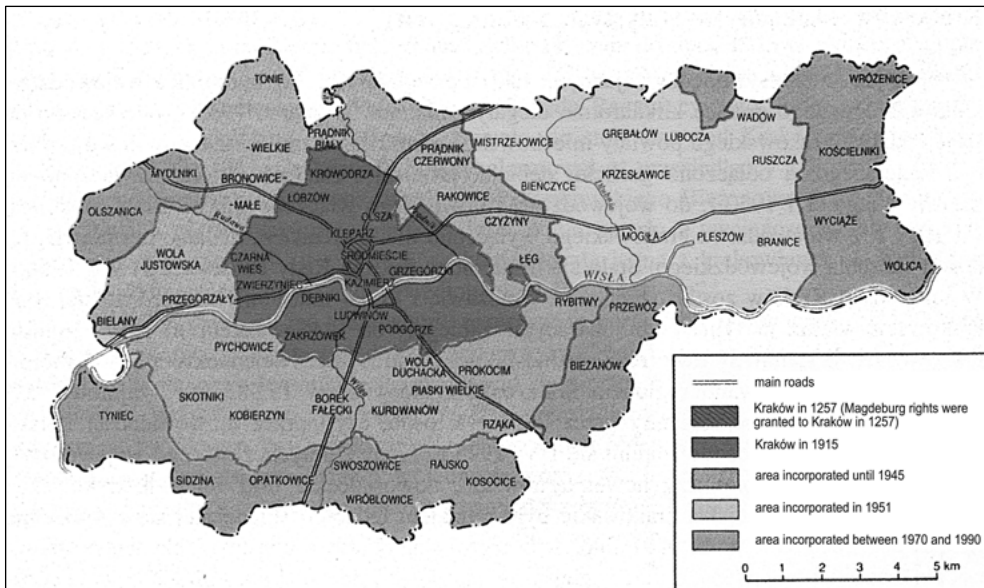 TONIE
WRÓŻENICE
WADÓW
PRĄDNIK
BIAŁY
PRĄDNIK
CZERWONY
MISTRZEJOWICE
GRĘBAŁÓW
LUBOCZA
KOŚCIELNIKI
-WIELKIE
BRONOWICE-
-MAŁE
MYDLNIKI
KROWODRZA
RUSZCZA
KRZESŁAWICE
BIEŃCZYCE
Dłubnia
RAKOWICE
ŁOBZÓW
OLSZANICA
Rudawa
OLSZA
Prądnik
CZYŻYNY
WYCIĄŻE
KLEPARZ
MOGIŁA
PLESZÓW
BRANICE
WOLA
JUSTOWSKA
CZARNA
WIEŚ
ŚRÓDMIEŚCIE
GRZEGÓRZKI
ŁĘG
WOLICA
WISŁA
ZWIERZYNIEC
KAZIMIERZ
PRZEGORZAŁY
DĘBNIKI
RYBITWY
PRZEWÓZ
BIELANY
LUDWINÓW
ZAKRZÓWEK
PODGÓRZE
PYCHOWICE
WOLA
DUCHACKA
PROKOCIM
BIEŻANÓW
PIASKI WIELKIE
Wilga
TYNIEC
SKOTNIKI
KOBIERZYN
BOREK
FAŁĘCKI
KURDWANÓW
RŻĄKA
SIDZINA
OPATKOWICE
SWOSZOWICE
RAJSKO
KOSOCICE
WRÓBLOWICE
main roads
Kraków in 1257 (Magdeburg rights were
granted to Kraków in 1257)
Kraków in 1915
area incorporated until 1945
area incorporated in 1951
area incorporated between 1970 and 1990
0 1 2 3 4 5 km